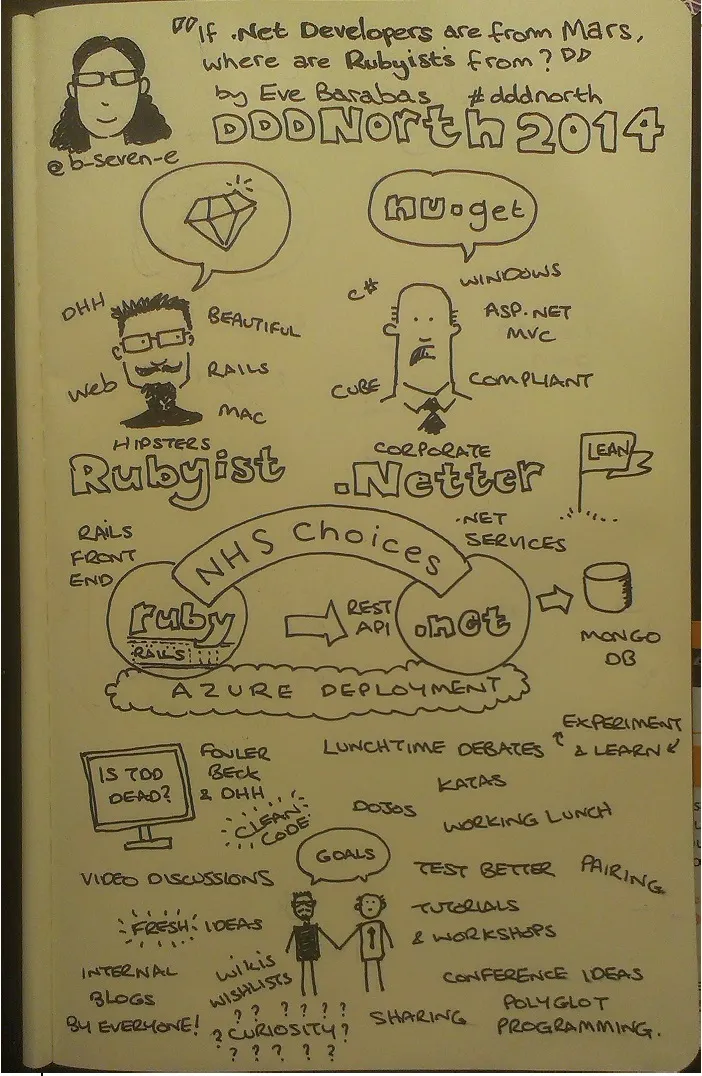 "If .Net Developers are from Mars,
where are Rubyists from?"
by Eve Barabas #dddnorth
DDDNorth 2014
@b-seven-e
nu.get
DHH
BEAUTIFUL
Web
RAILS
MAC
HIPSTERS
Rubyist
C#
WINDOWS
ASP.NET
MVC
CUBE
COMPLIANT
CORPORATE
.Netter
LEAN
RAILS
FRONT
END
NHS Choices
.NET
SERVICES
ruby
RAILS
REST
API
.net
MONGO
DB
AZURE DEPLOYMENT
IS TDD
DEAD?
FOWLER
BECK
& DHH
CLEAN
CODE
LUNCHTIME DEBATES
EXPERIMENT
& LEARN
KATAS
DOJOS
WORKING LUNCH
GOALS
VIDEO DISCUSSIONS
TEST BETTER
PAIRING
FRESH IDEAS
TUTORIALS
& WORKSHOPS
INTERNAL
BLOGS
BY EVERYONE!
WIKIS
WISHLISTS
? ? ? ? ? ?
? CURIOSITY?
? ? ? ? ?
SHARING
CONFERENCE IDEAS
POLYGLOT
PROGRAMMING.